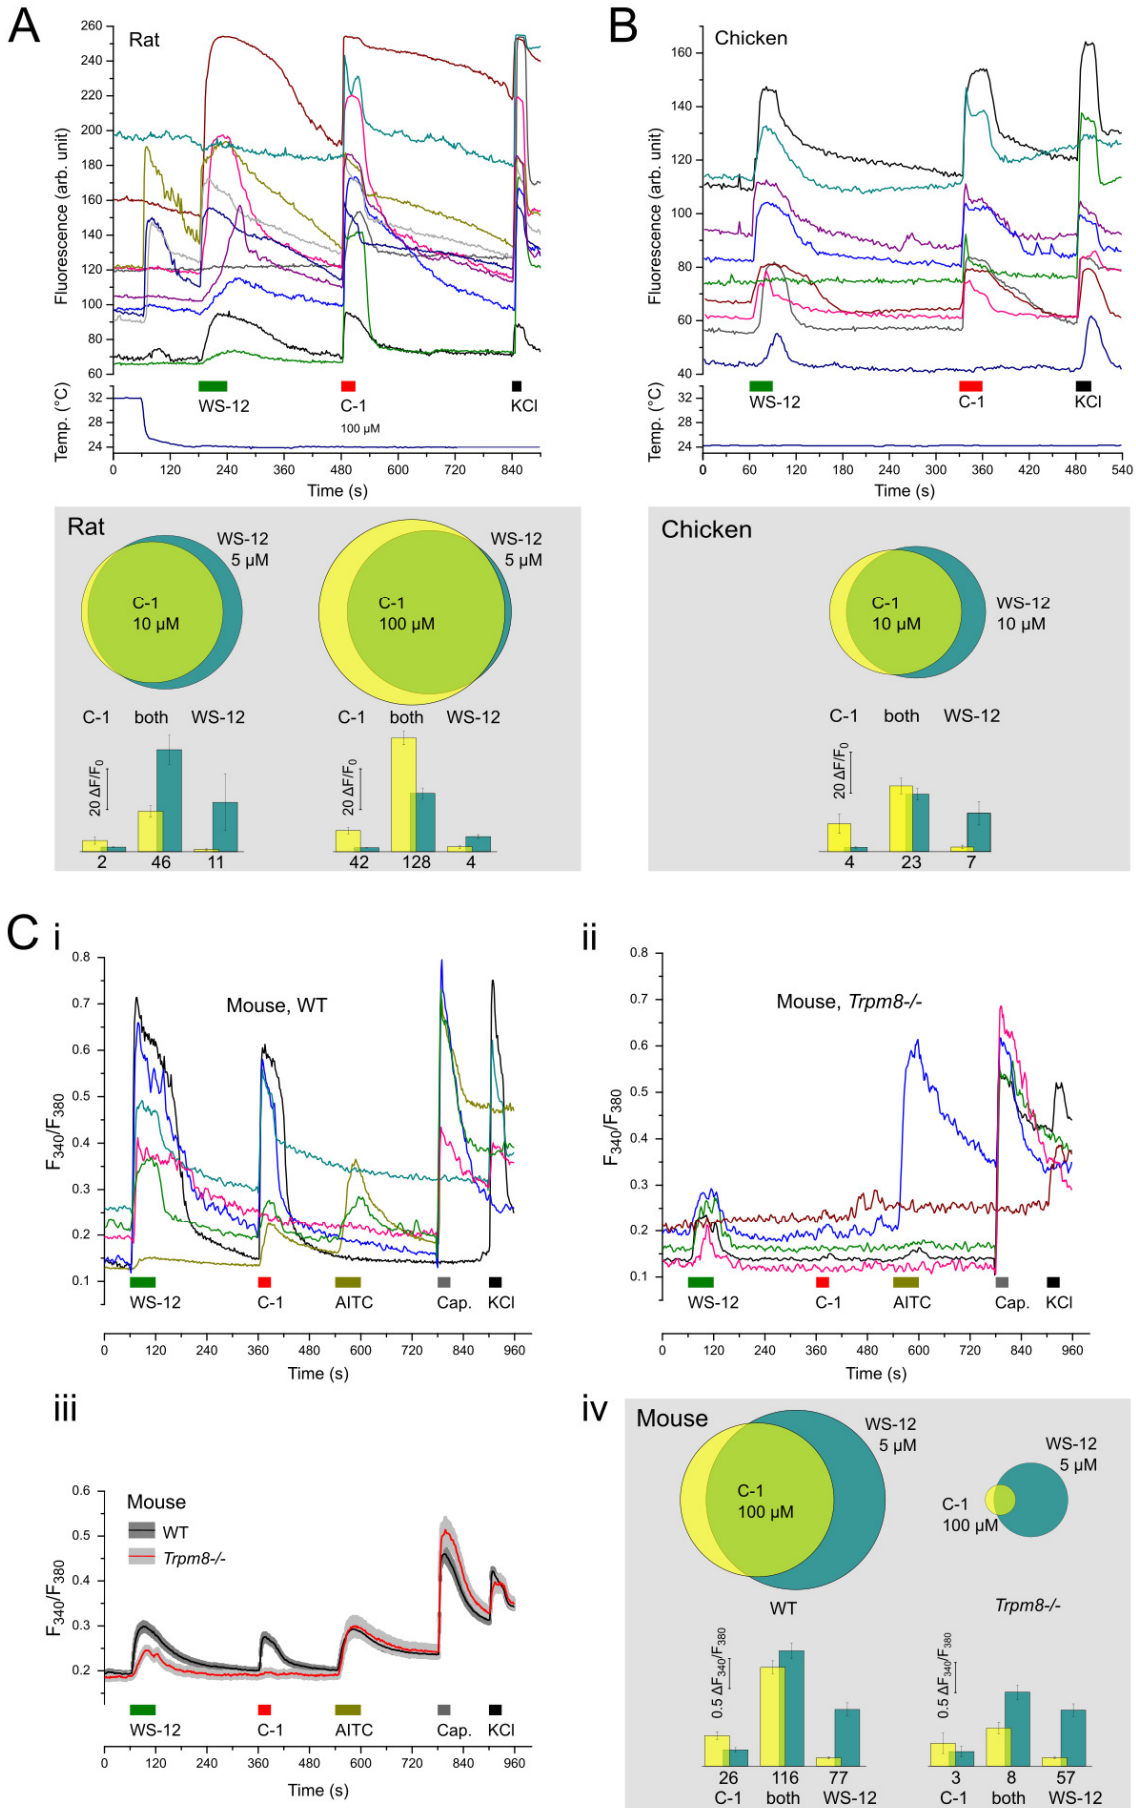 A
Rat
Fluorescence (arb. unit)
260
240
220
200
180
160
140
120
100
80
60
WS-12
C-1
100 µM
KCl
Temp. (°C)
32
28
24
0 120 240 360 480 600 720 840
Time (s)
B
Chicken
Fluorescence (arb. unit)
160
140
120
100
80
60
40
WS-12
C-1
KCl
Temp. (°C)
32
28
24
0 60 120 180 240 300 360 420 480 540
Time (s)
Rat
WS-12
5 µM
C-1
10 µM
C-1 both WS-12
20 ΔF/F0
2 46 11
WS-12
5 µM
C-1
100 µM
C-1 both WS-12
20 ΔF/F0
42 128 4
Chicken
C-1
10 µM
WS-12
10 µM
C-1 both WS-12
20 ΔF/F0
4 23 7
C i
Mouse, WT
F340/F380
0.8
0.7
0.6
0.5
0.4
0.3
0.2
0.1
WS-12 C-1 AITC Cap. KCl
0 120 240 360 480 600 720 840 960
Time (s)
ii
Mouse, Trpm8-/-
F340/F380
0.8
0.7
0.6
0.5
0.4
0.3
0.2
0.1
WS-12 C-1 AITC Cap. KCl
0 120 240 360 480 600 720 840 960
Time (s)
iii
Mouse
WT
Trpm8-/-
F340/F380
0.6
0.5
0.4
0.3
0.2
WS-12 C-1 AITC Cap. KCl
0 120 240 360 480 600 720 840 960
Time (s)
iv
Mouse
WS-12
5 µM
C-1
100 µM
WT
0.5 ΔF340/F380
26 116 77
C-1 both WS-12
WS-12
5 µM
C-1
100 µM
Trpm8-/-
0.5 ΔF340/F380
3 8 57
C-1 both WS-12